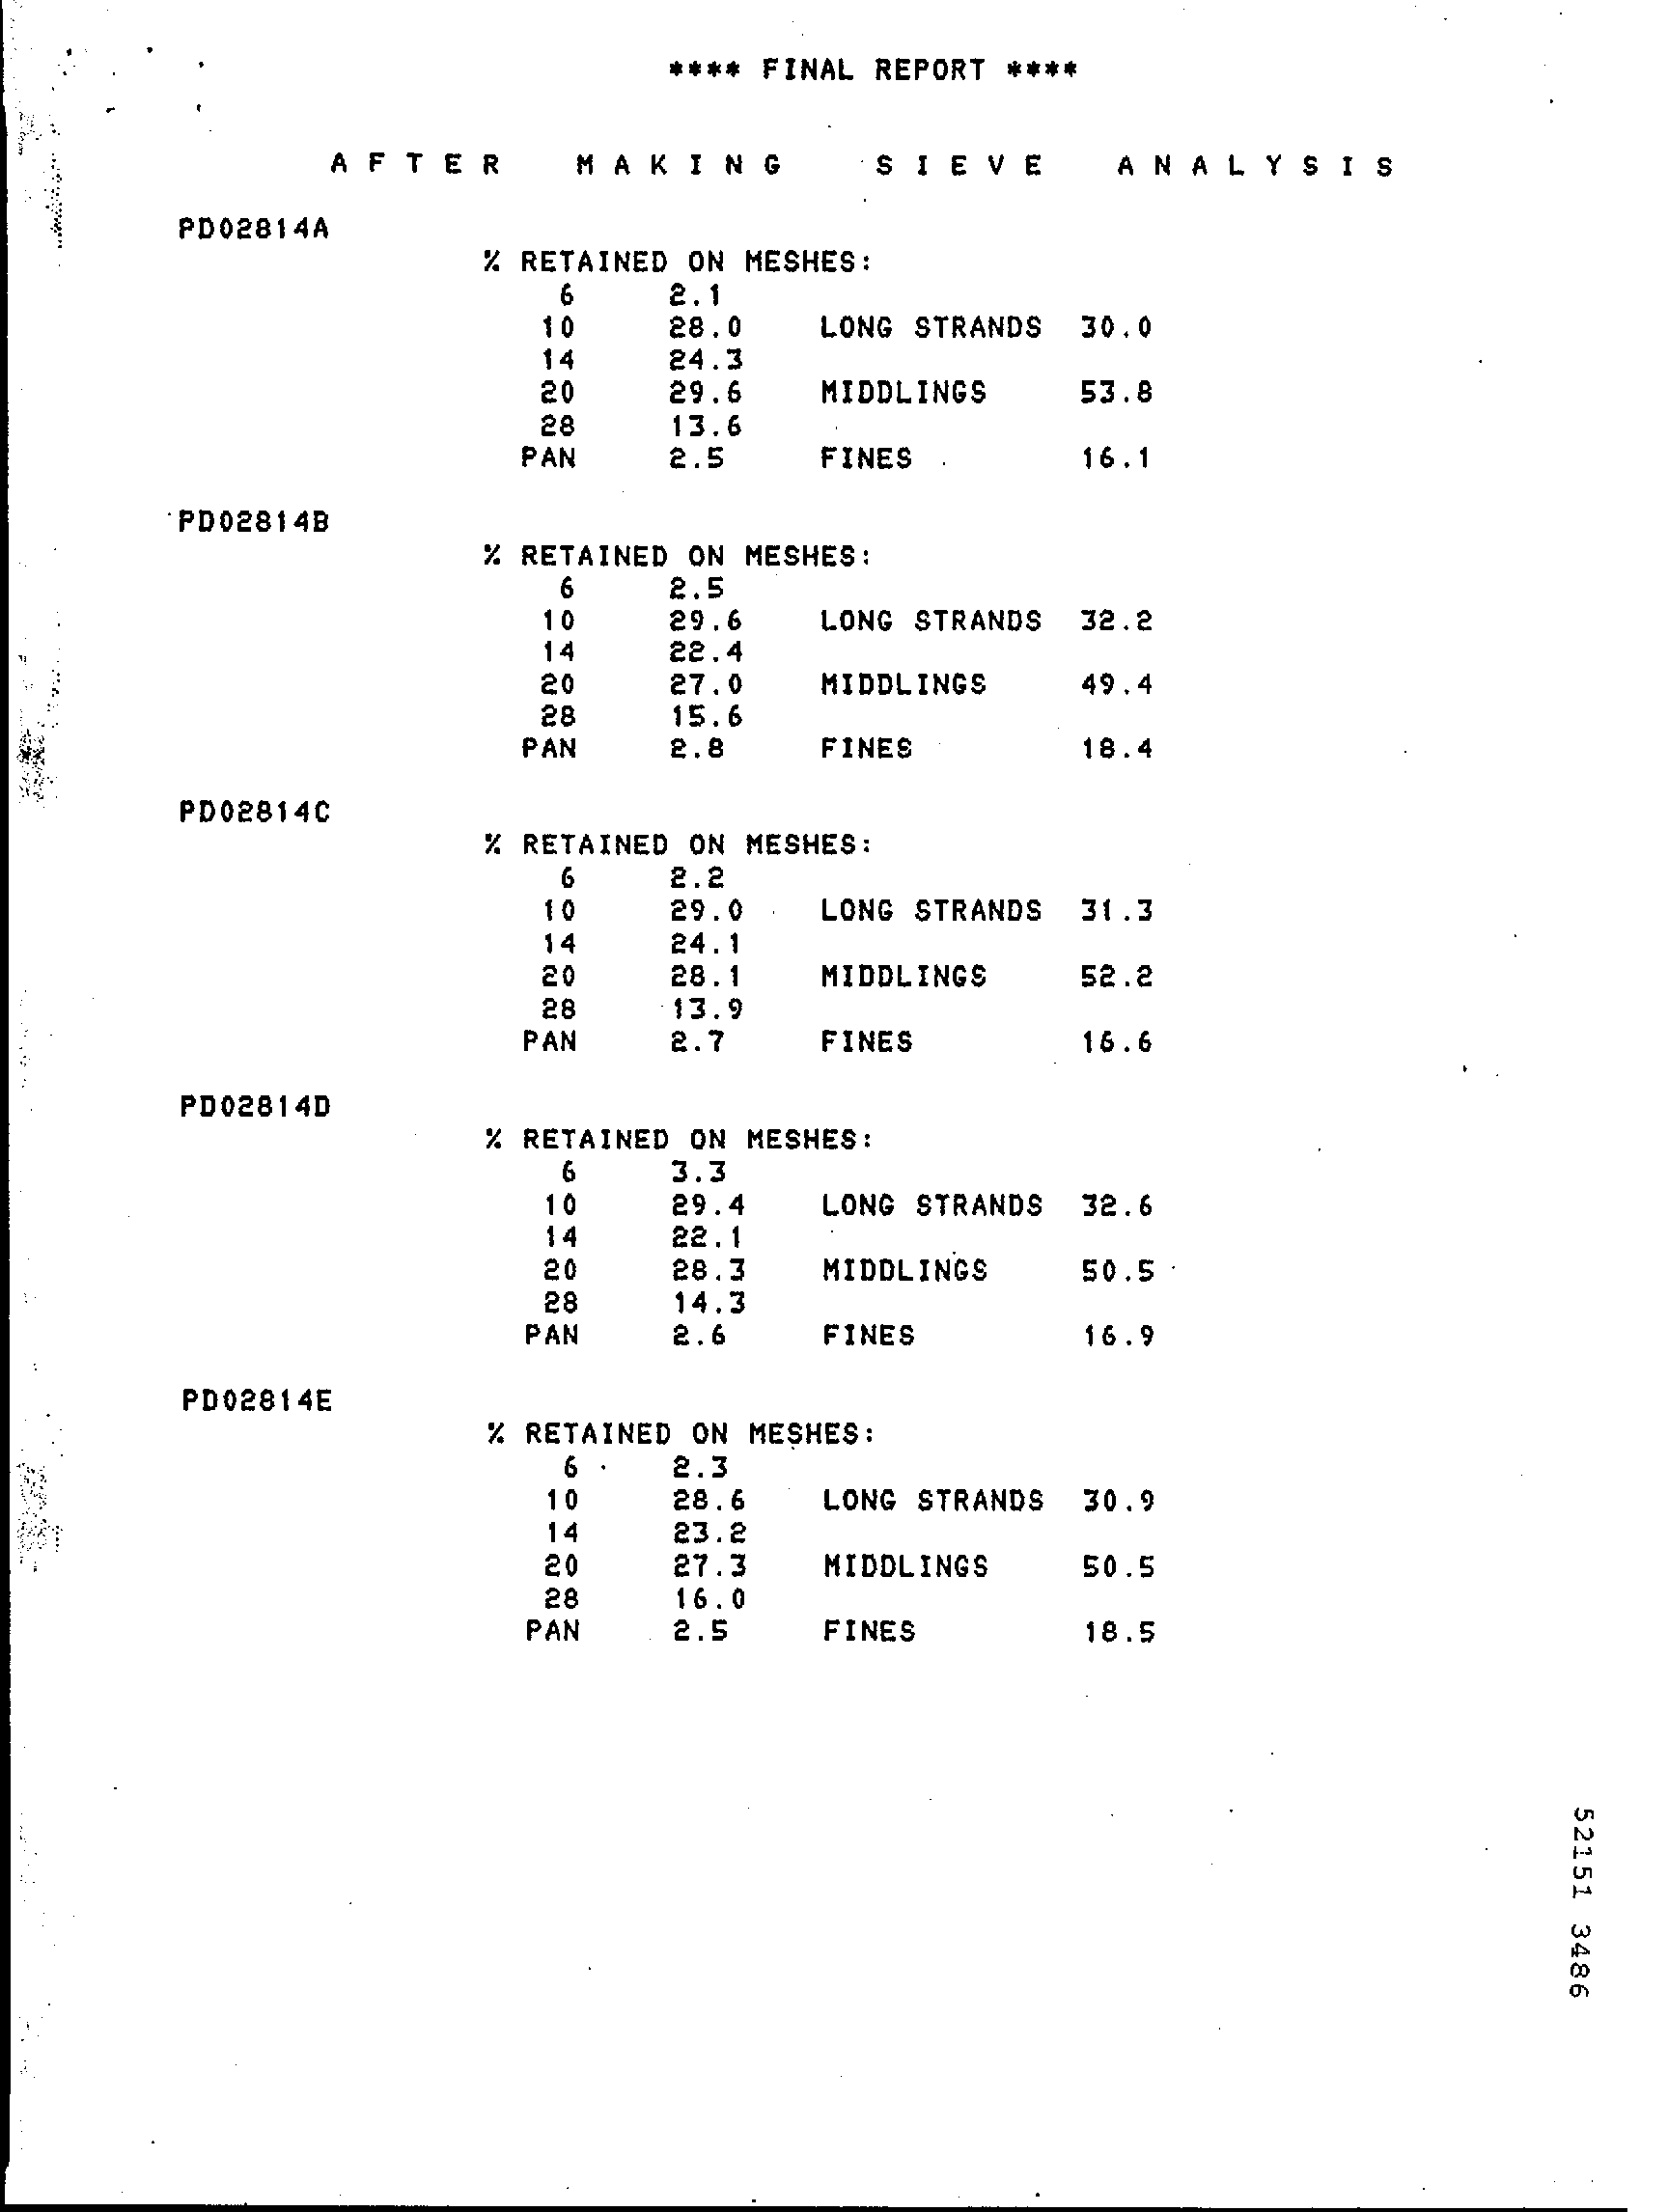 **** FINAL REPORT ****
AFTER MAKING SIEVE ANALYSIS
PD02814A
% RETAINED ON MESHES:
6 2.1
10 28.0 LONG STRANDS 30.0
14 24.3
20 29.6 MIDDLINGS 53.8
28 13.6
PAN 2.5 FINES 16.1
PD02814B
% RETAINED ON MESHES:
6 2.5
10 29.6 LONG STRANDS 32.2
14 22.4
20 27.0 MIDDLINGS 49.4
28 15.6
PAN 2.8 FINES 18.4
PD02814C
% RETAINED ON MESHES:
6 2.2
10 29.0 LONG STRANDS 31.3
14 24.1
20 28.1 MIDDLINGS 52.2
28 13.9
PAN 2.7 FINES 16.6
PD02814D
% RETAINED ON MESHES:
6 3.3
10 29.4 LONG STRANDS 32.6
14 22.1
20 28.3 MIDDLINGS 50.5
28 14.3
PAN 2.6 FINES 16.9
PD02814E
% RETAINED ON MESHES:
6 2.3
10 28.6 LONG STRANDS 30.9
14 23.2
20 27.3 MIDDLINGS 50.5
28 16.0
PAN 2.5 FINES 18.5
52151 3486